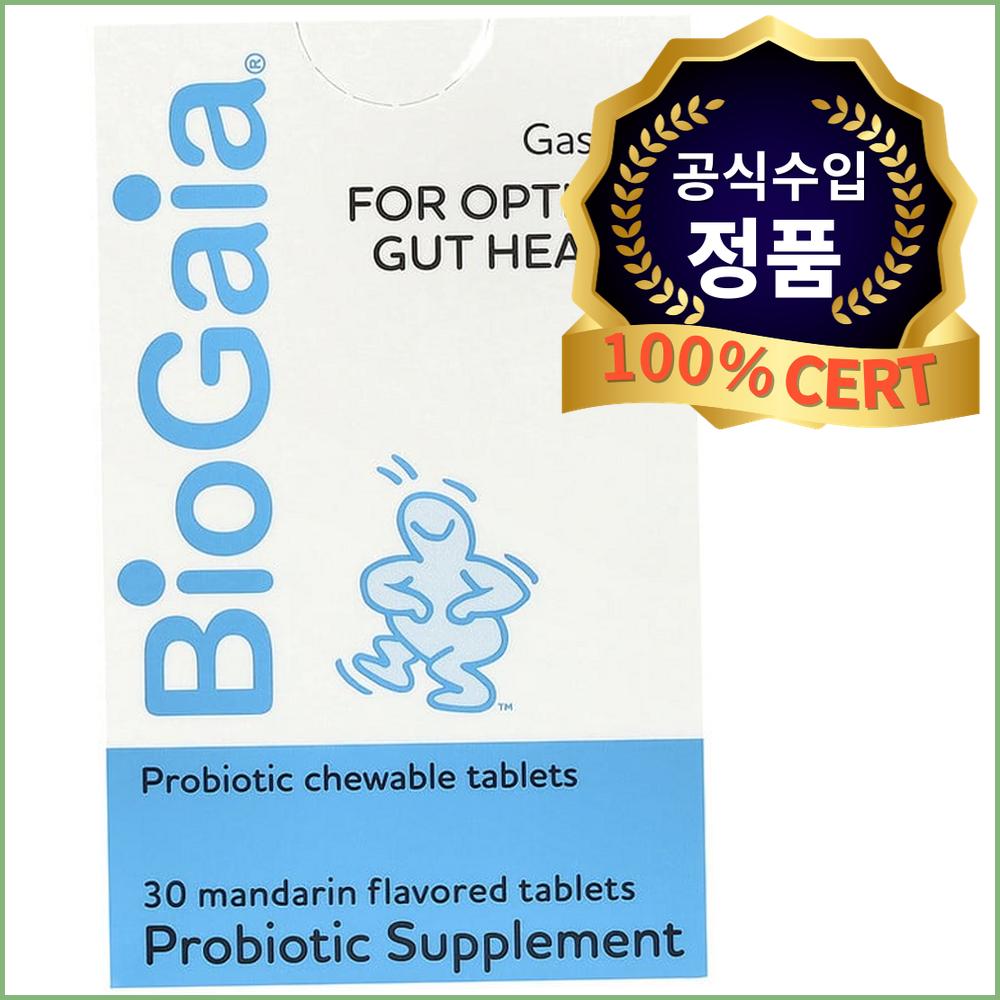 BioGaia®
Gas
FOR OPT
GUT HEA
공식수입
정품
100% CERT
TM
Probiotic chewable tablets
30 mandarin flavored tablets
Probiotic Supplement